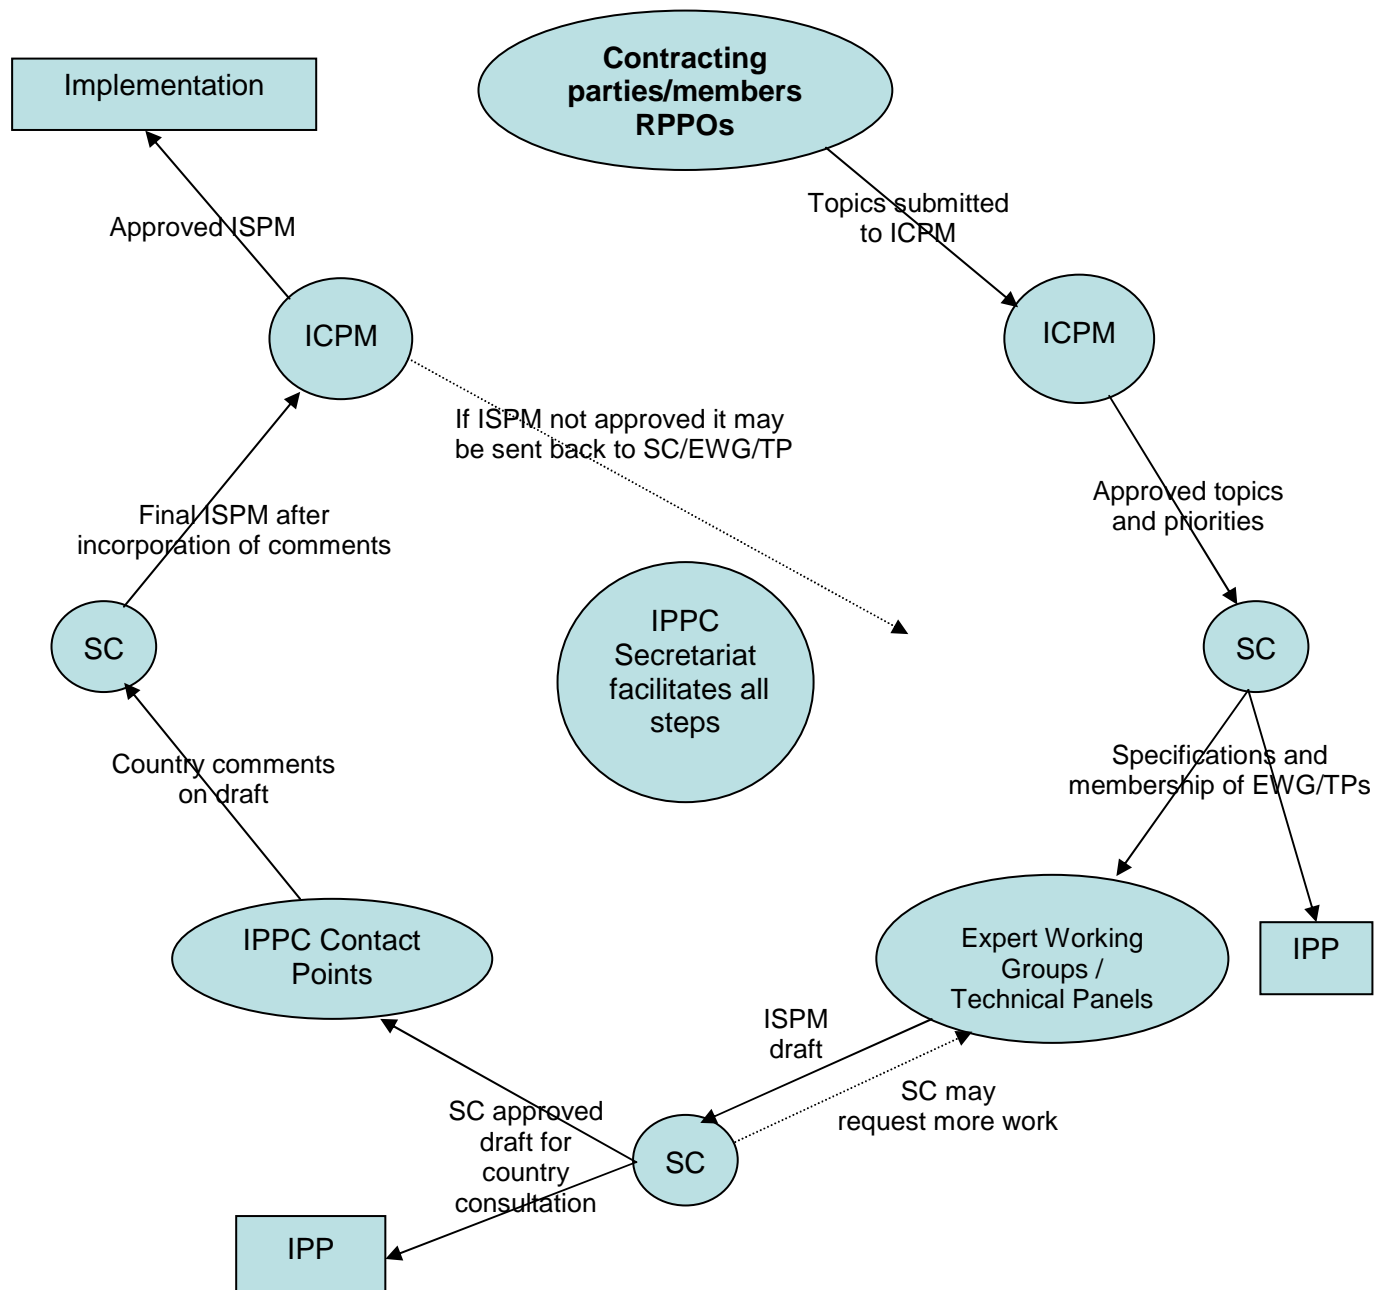 Implementation
Contracting
parties/members
RPPOs
Approved ISPM
Topics submitted
to ICPM
ICPM
ICPM
If ISPM not approved it may
be sent back to SC/EWG/TP
Approved topics
and priorities
Final ISPM after
incorporation of comments
IPPC
Secretariat
facilitates all
steps
SC
SC
Country comments
on draft
Specifications and
membership of EWG/TPs
IPPC Contact
Points
Expert Working
Groups /
Technical Panels
IPP
ISPM
draft
SC may
request more work
SC approved
draft for
country
consultation
SC
IPP